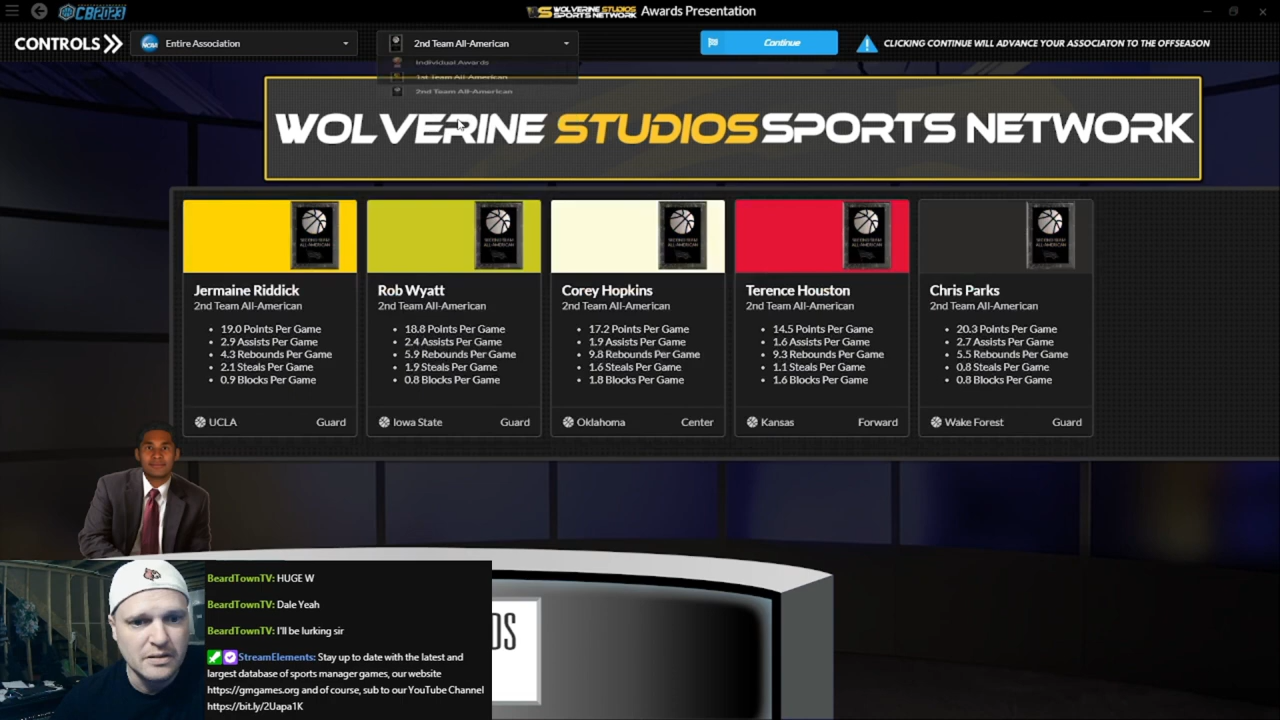 CB2023
WOLVERINE STUDIOS SPORTS NETWORK Awards Presentation
CONTROLS
Entire Association
2nd Team All-American
Continue
CLICKING CONTINUE WILL ADVANCE YOUR ASSOCIATON TO THE OFFSEASON
Individual Awards
1st Team All-American
2nd Team All-American
WOLVERINE STUDIOS SPORTS NETWORK
Jermaine Riddick
2nd Team All-American
19.0 Points Per Game
2.9 Assists Per Game
4.3 Rebounds Per Game
2.1 Steals Per Game
0.9 Blocks Per Game
UCLA Guard
Rob Wyatt
2nd Team All-American
18.8 Points Per Game
2.4 Assists Per Game
5.9 Rebounds Per Game
1.9 Steals Per Game
0.8 Blocks Per Game
Iowa State Guard
Corey Hopkins
2nd Team All-American
17.2 Points Per Game
1.9 Assists Per Game
9.8 Rebounds Per Game
1.6 Steals Per Game
1.8 Blocks Per Game
Oklahoma Center
Terence Houston
2nd Team All-American
14.5 Points Per Game
1.6 Assists Per Game
9.3 Rebounds Per Game
1.1 Steals Per Game
1.6 Blocks Per Game
Kansas Forward
Chris Parks
2nd Team All-American
20.3 Points Per Game
2.7 Assists Per Game
5.5 Rebounds Per Game
0.8 Steals Per Game
0.8 Blocks Per Game
Wake Forest Guard
BeardTownTV: HUGE W
BeardTownTV: Dale Yeah
BeardTownTV: I'll be lurking sir
StreamElements: Stay up to date with the latest and
largest database of sports manager games, our website
https://gmgames.org and of course, sub to our YouTube Channel
https://bit.ly/2Uapa1K